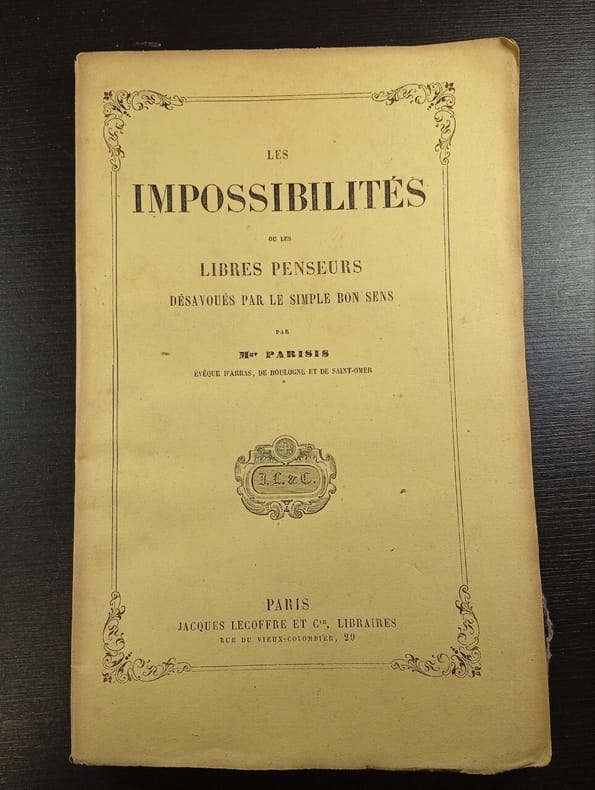 LES
IMPOSSIBILITÉS
OU LES
LIBRES PENSEURS
DÉSAVOUÉS PAR LE SIMPLE BON SENS
PAR
Mgr PARISIS
ÉVÊQUE D'ARRAS, DE BOULOGNE ET DE SAINT-OMER
J. L. & C.
PARIS
JACQUES LECOFFRE ET Cie, LIBRAIRES
RUE DU VIEUX-COLOMBIER, 29